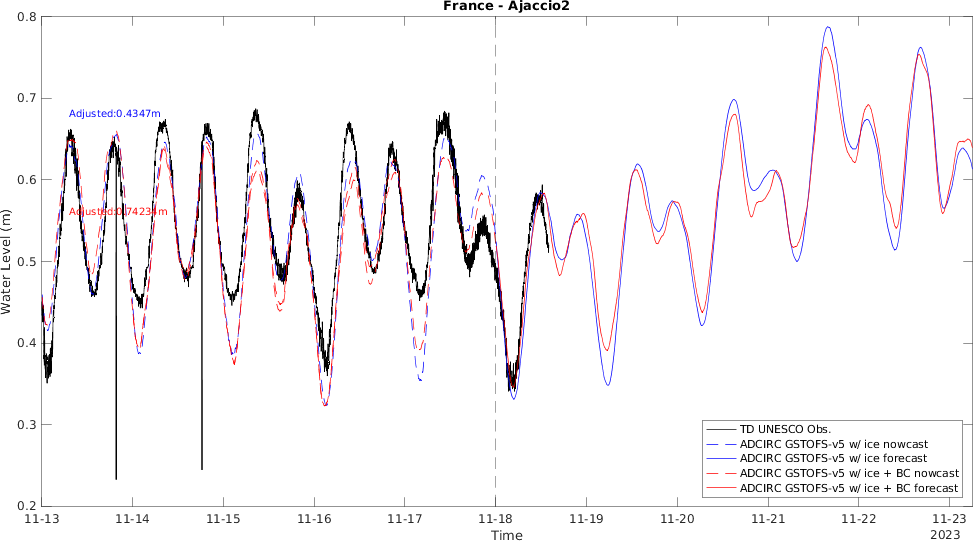 France - Ajaccio2
0.8
0.7
0.6
0.5
0.4
0.3
0.2
Water Level (m)
Adjusted:0.4347m
Adjusted:0.74234m
TD UNESCO Obs.
ADCIRC GSTOFS-v5 w/ ice nowcast
ADCIRC GSTOFS-v5 w/ ice forecast
ADCIRC GSTOFS-v5 w/ ice + BC nowcast
ADCIRC GSTOFS-v5 w/ ice + BC forecast
11-13 11-14 11-15 11-16 11-17 11-18 11-19 11-20 11-21 11-22 11-23
Time
2023